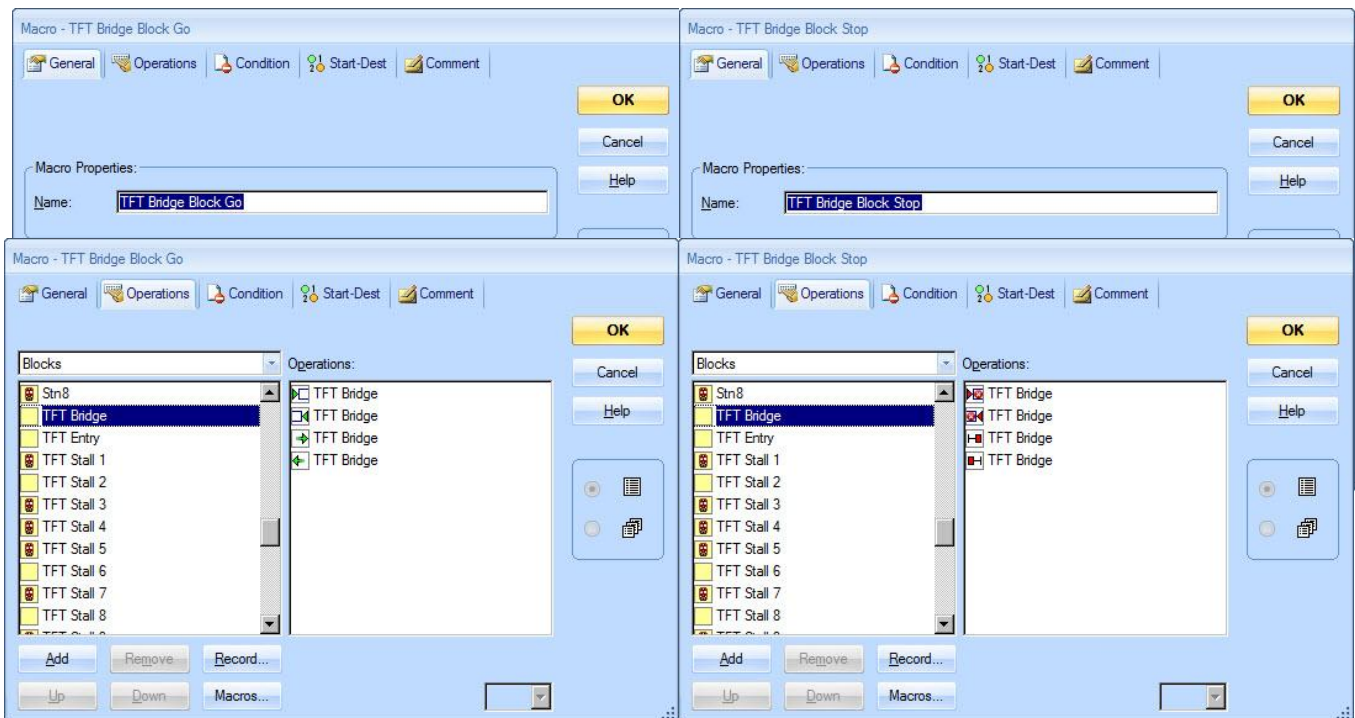 Macro - TFT Bridge Block Go
General Operations Condition Start-Dest Comment
OK
Cancel
Macro Properties:
Help
Name: TFT Bridge Block Go
Macro - TFT Bridge Block Stop
General Operations Condition Start-Dest Comment
OK
Cancel
Macro Properties:
Help
Name: TFT Bridge Block Stop
Macro - TFT Bridge Block Go
General Operations Condition Start-Dest Comment
OK
Blocks
Operations:
Cancel
Help
Stn8
TFT Bridge
TFT Entry
TFT Stall 1
TFT Stall 2
TFT Stall 3
TFT Stall 4
TFT Stall 5
TFT Stall 6
TFT Stall 7
TFT Stall 8
TFT Bridge
TFT Bridge
TFT Bridge
TFT Bridge
Add Remove Record...
Up Down Macros...
Macro - TFT Bridge Block Stop
General Operations Condition Start-Dest Comment
OK
Blocks
Operations:
Cancel
Help
Stn8
TFT Bridge
TFT Entry
TFT Stall 1
TFT Stall 2
TFT Stall 3
TFT Stall 4
TFT Stall 5
TFT Stall 6
TFT Stall 7
TFT Stall 8
TFT Bridge
TFT Bridge
TFT Bridge
TFT Bridge
Add Remove Record...
Up Down Macros...